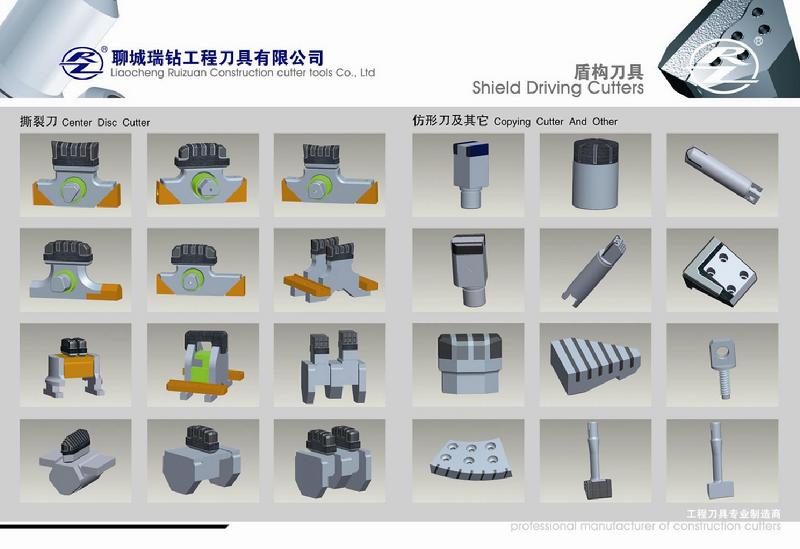 RZ
®
聊城瑞钻工程刀具有限公司
Liaocheng Ruizuan Construction cutter tools Co., Ltd
盾构刀具
Shield Driving Cutters
RZ
®
撕裂刀 Center Disc Cutter
仿形刀及其它 Copying Cutter And Other
工程刀具专业制造商
professional manufacturer of construction cutters